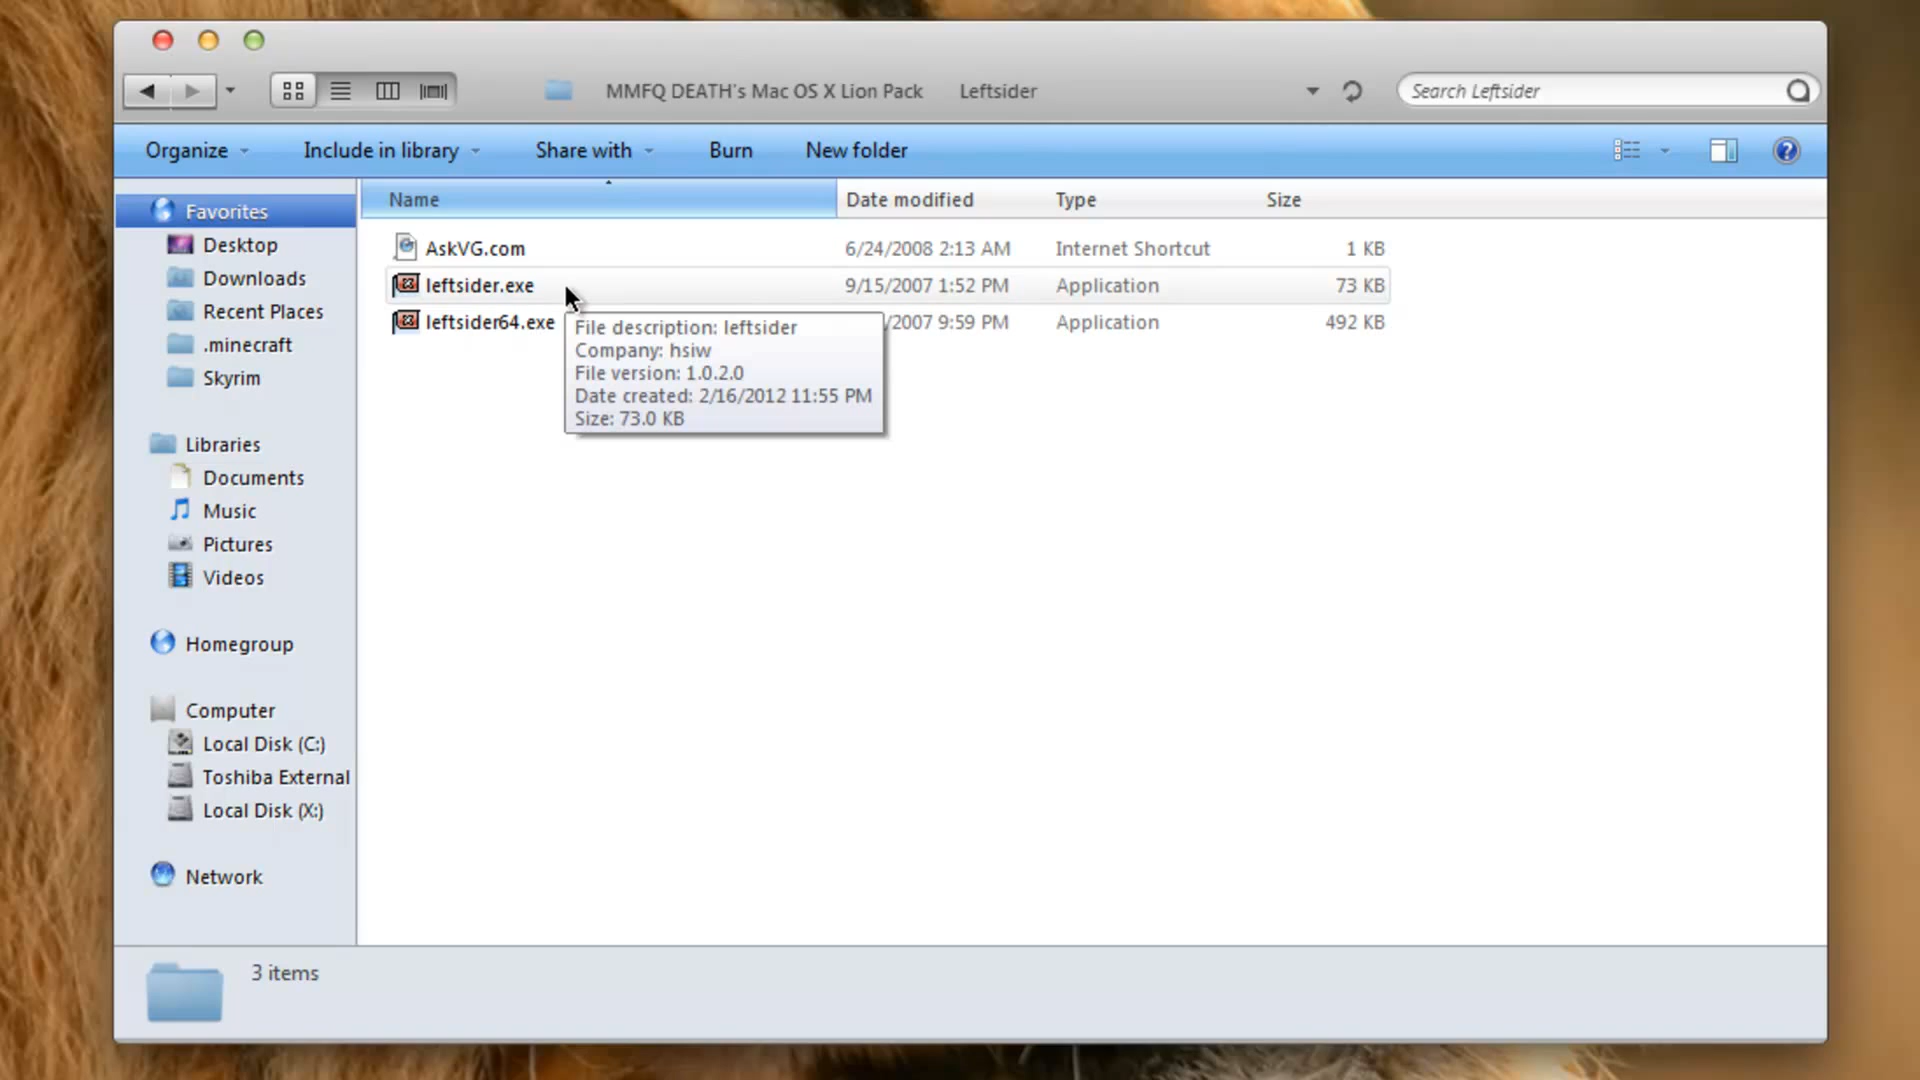 MMFQ DEATH's Mac OS X Lion Pack Leftsider
Search Leftsider
Organize Include in library Share with Burn New folder
Name Date modified Type Size
Favorites
Desktop
Downloads
Recent Places
.minecraft
Skyrim
Libraries
Documents
Music
Pictures
Videos
Homegroup
Computer
Local Disk (C:)
Toshiba External
Local Disk (X:)
Network
AskVG.com 6/24/2008 2:13 AM Internet Shortcut 1 KB
leftsider.exe 9/15/2007 1:52 PM Application 73 KB
leftsider64.exe /2007 9:59 PM Application 492 KB
File description: leftsider
Company: hsiw
File version: 1.0.2.0
Date created: 2/16/2012 11:55 PM
Size: 73.0 KB
3 items